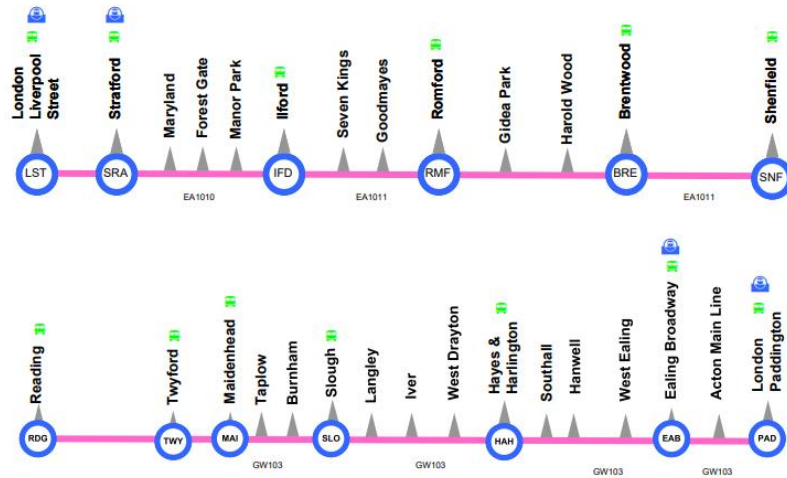 London
Liverpool
Street
Stratford
Maryland
Forest Gate
Manor Park
Ilford
Seven Kings
Goodmayes
Romford
Gidea Park
Harold Wood
Brentwood
Shenfield
LST
SRA
IFD
RMF
BRE
SNF
EA1010
EA1011
EA1011
Reading
Twyford
Maidenhead
Taplow
Burnham
Slough
Langley
Iver
West Drayton
Hayes &
Harlington
Southall
Hanwell
West Ealing
Ealing Broadway
Acton Main Line
London
Paddington
RDG
TWY
MAI
SLO
HAH
EAB
PAD
GW103
GW103
GW103
GW103